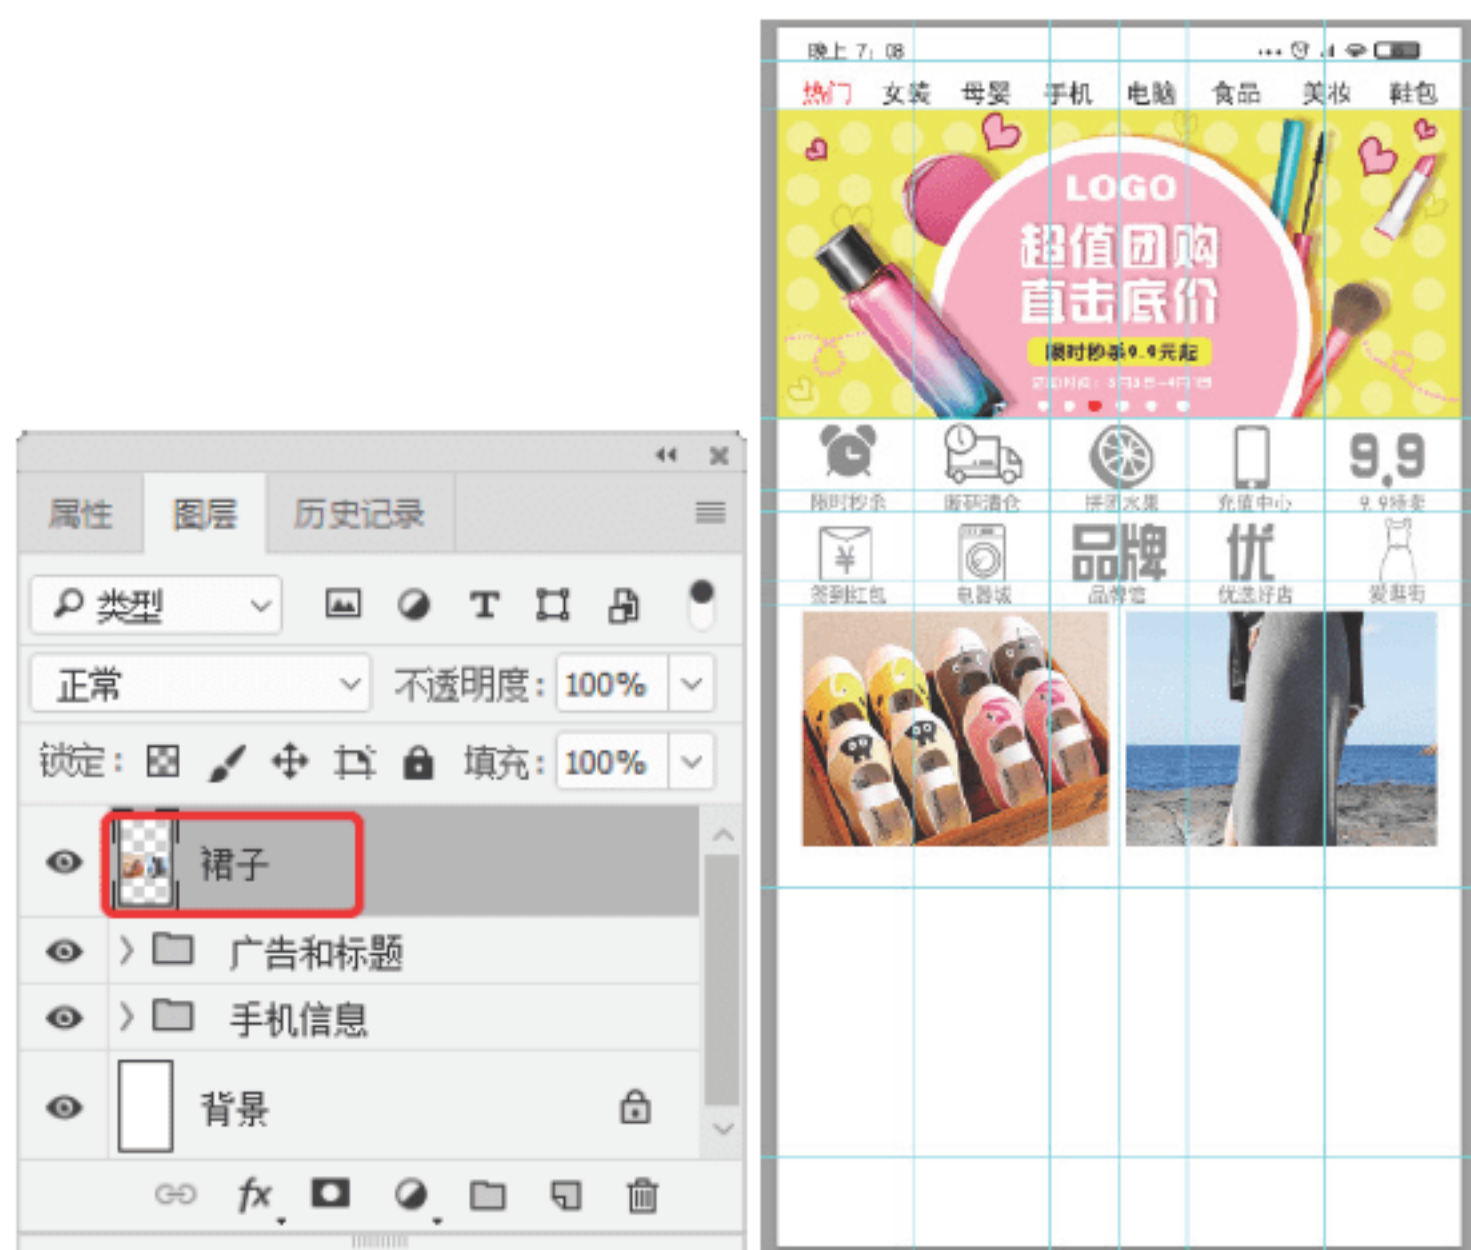 属性 图层 历史记录
类型
正常 不透明度: 100%
锁定: 填充: 100%
裙子
广告和标题
手机信息
背景
fx
晚上 7: 08
热门 女装 母婴 手机 电脑 食品 美妆 鞋包
LOGO
超值团购
直击底价
限时秒杀9.9元起
9.9
限时秒杀 断码清仓 拼团水果 充值中心 9.9特卖
¥ 品牌 优
签到红包 电器城 品牌馆 优选好店 爱逛街